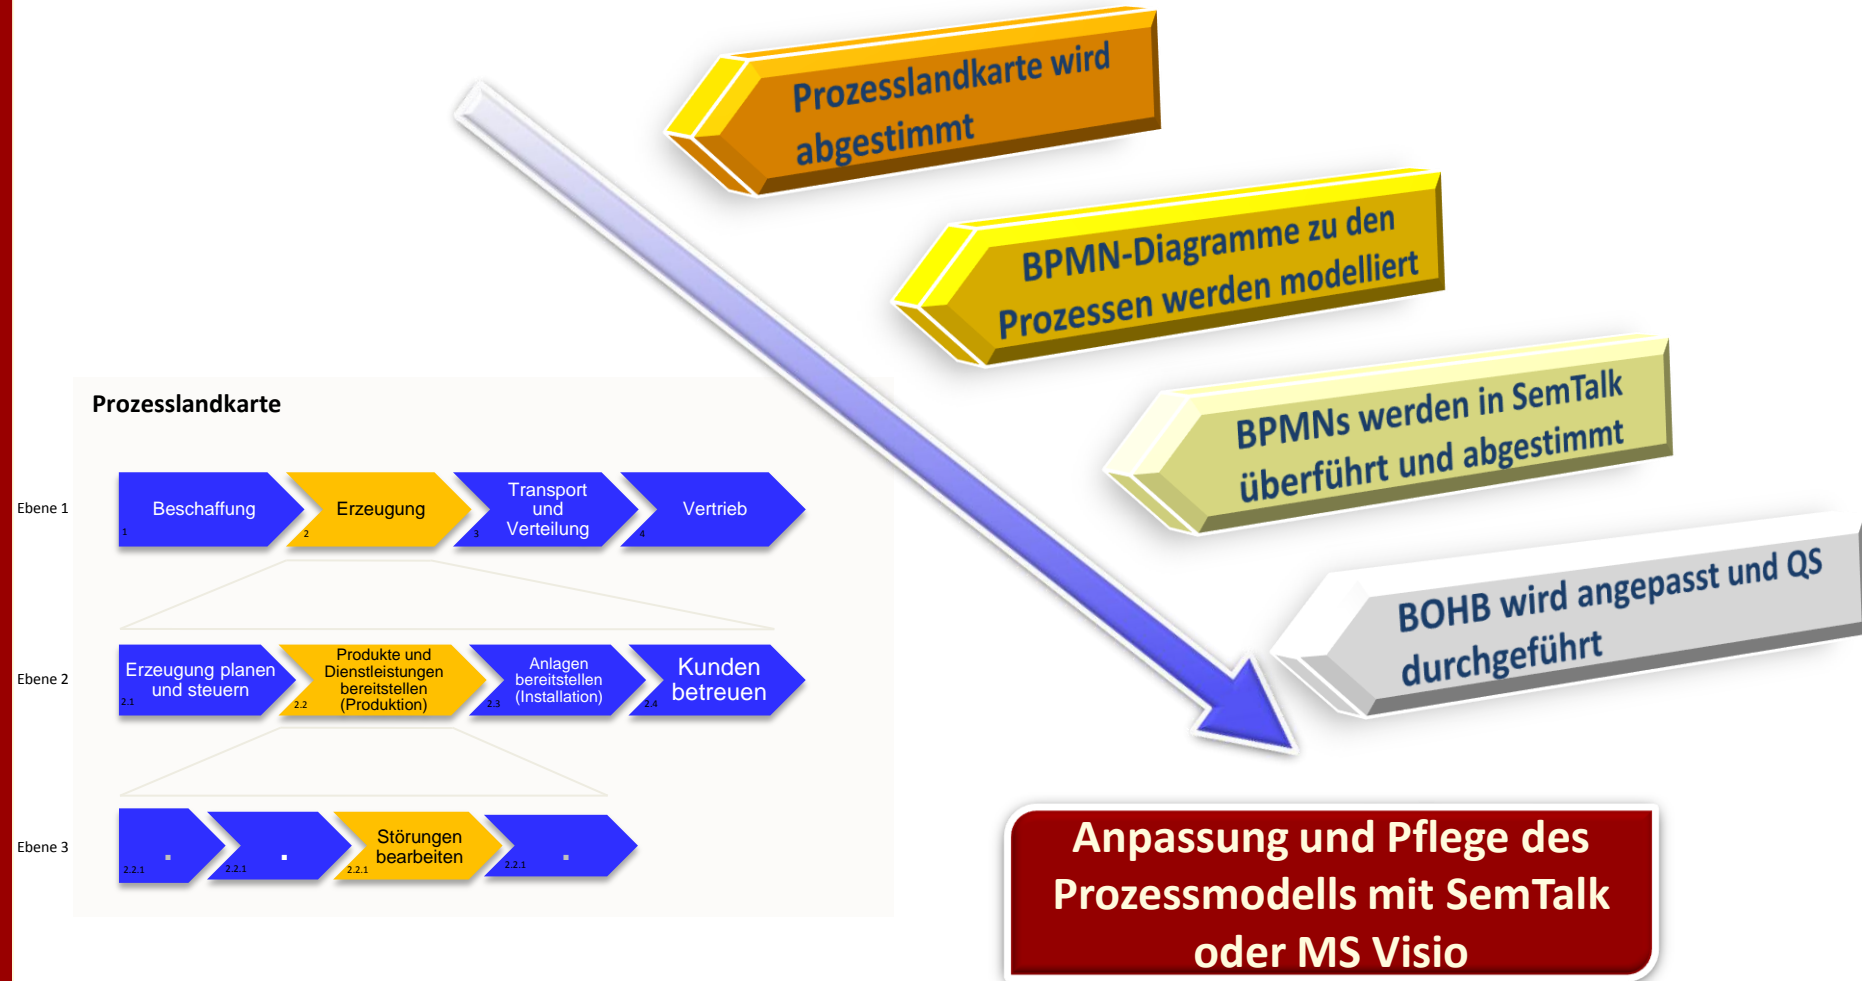 Prozesslandkarte wird
abgestimmt
BPMN-Diagramme zu den
Prozessen werden modelliert
BPMNs werden in SemTalk
überführt und abgestimmt
BOHB wird angepasst und QS
durchgeführt
Prozesslandkarte
Ebene 1
Beschaffung
1
Erzeugung
2
Transport
und
Verteilung
3
Vertrieb
4
Ebene 2
Erzeugung planen
und steuern
2.1
Produkte und
Dienstleistungen
bereitstellen
(Produktion)
2.2
Anlagen
bereitstellen
(Installation)
2.3
Kunden
betreuen
2.4
Ebene 3
.
2.2.1
.
2.2.1
Störungen
bearbeiten
2.2.1
.
2.2.1
Anpassung und Pflege des
Prozessmodells mit SemTalk
oder MS Visio